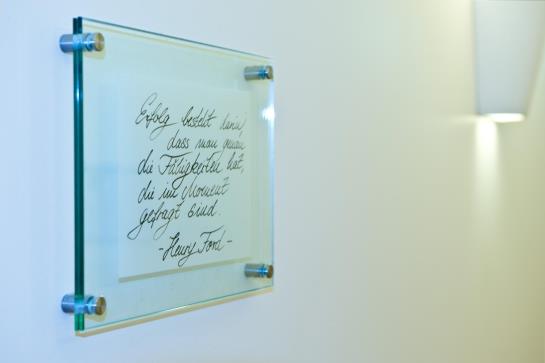 Erfolg besteht darin,
dass man genau
die Fähigkeiten hat,
die im Moment
gefragt sind.
- Henry Ford -